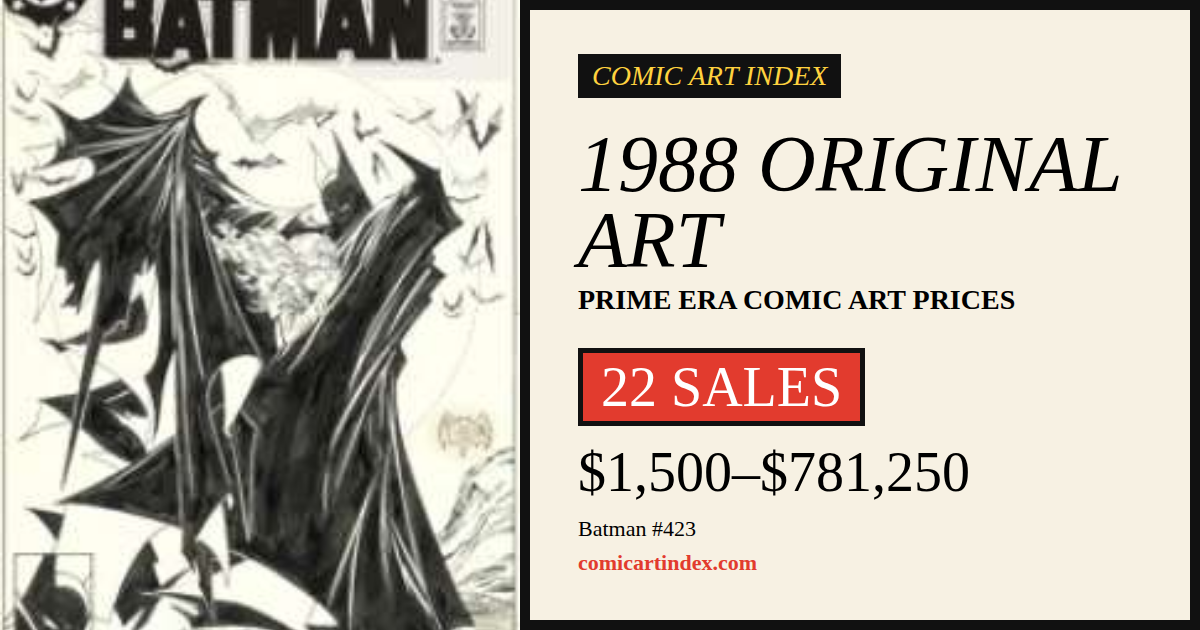 BATMAN
COMIC ART INDEX
1988 ORIGINAL
ART
PRIME ERA COMIC ART PRICES
22 SALES
$1,500–$781,250
Batman #423
comicartindex.com